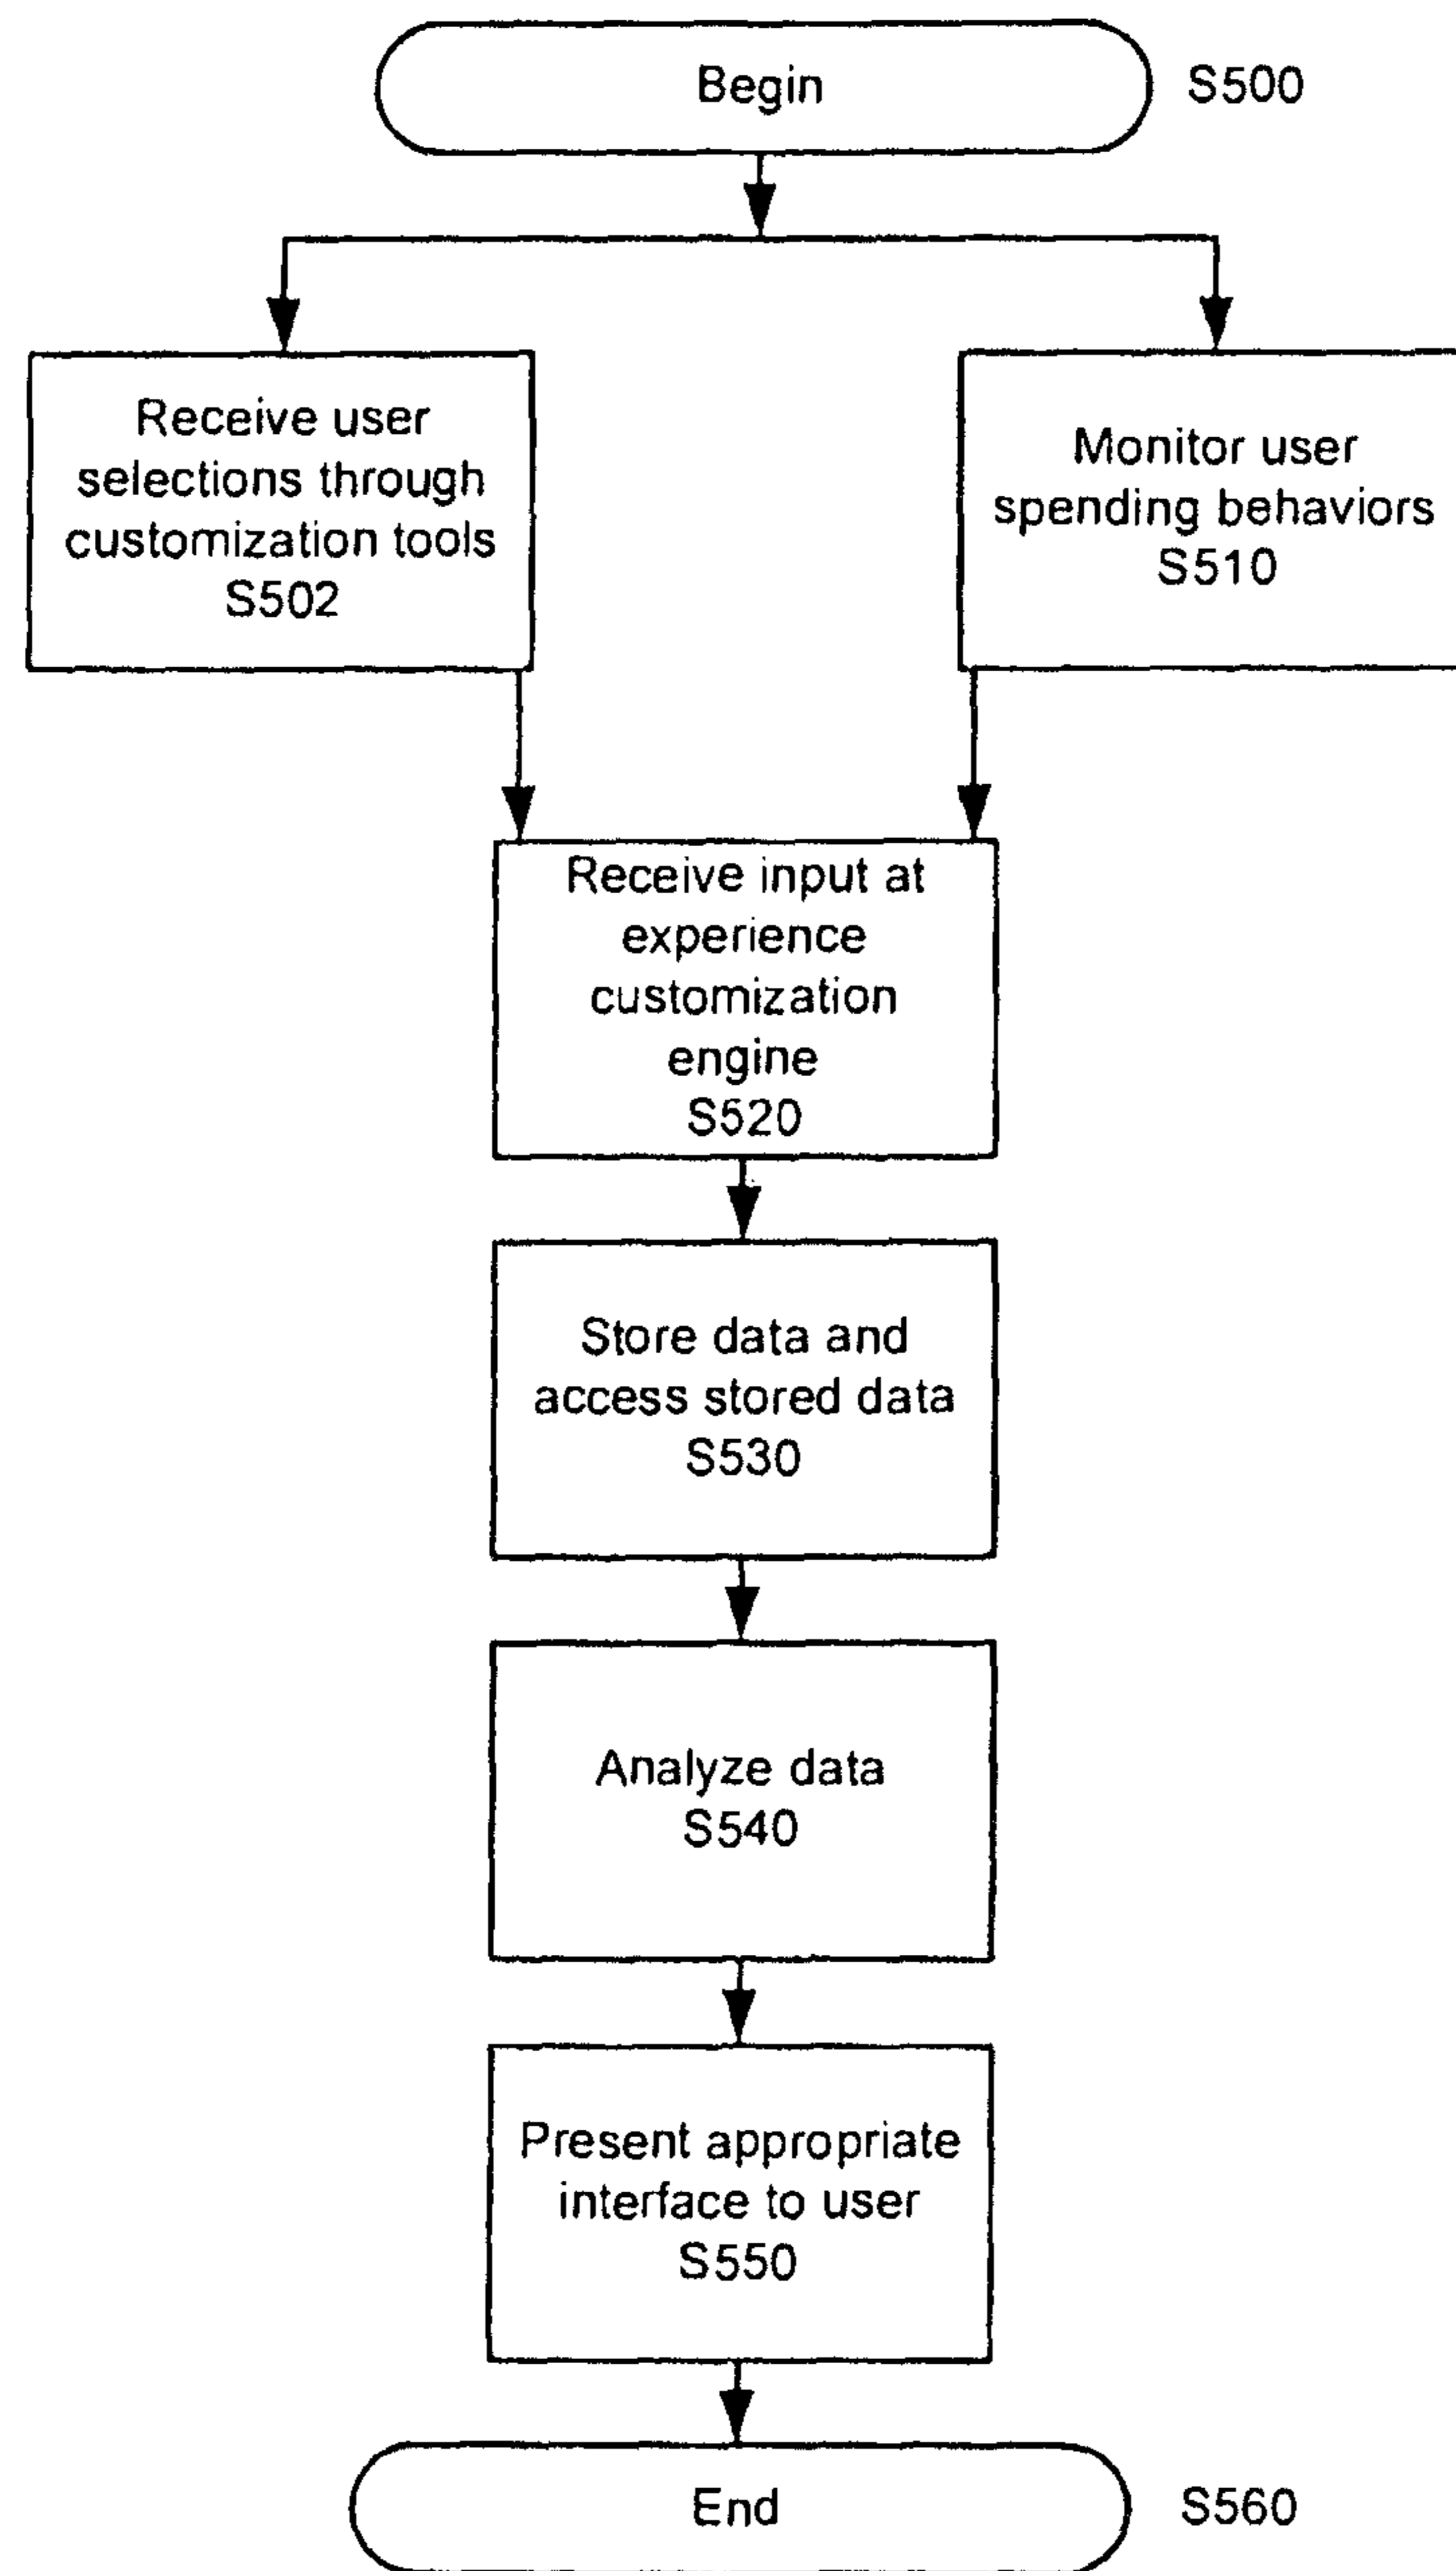 Begin
S500
Receive user
selections through
customization tools
S502
Monitor user
spending behaviors
S510
Receive input at
experience
customization
engine
S520
Store data and
access stored data
S530
Analyze data
S540
Present appropriate
interface to user
S550
End
S560